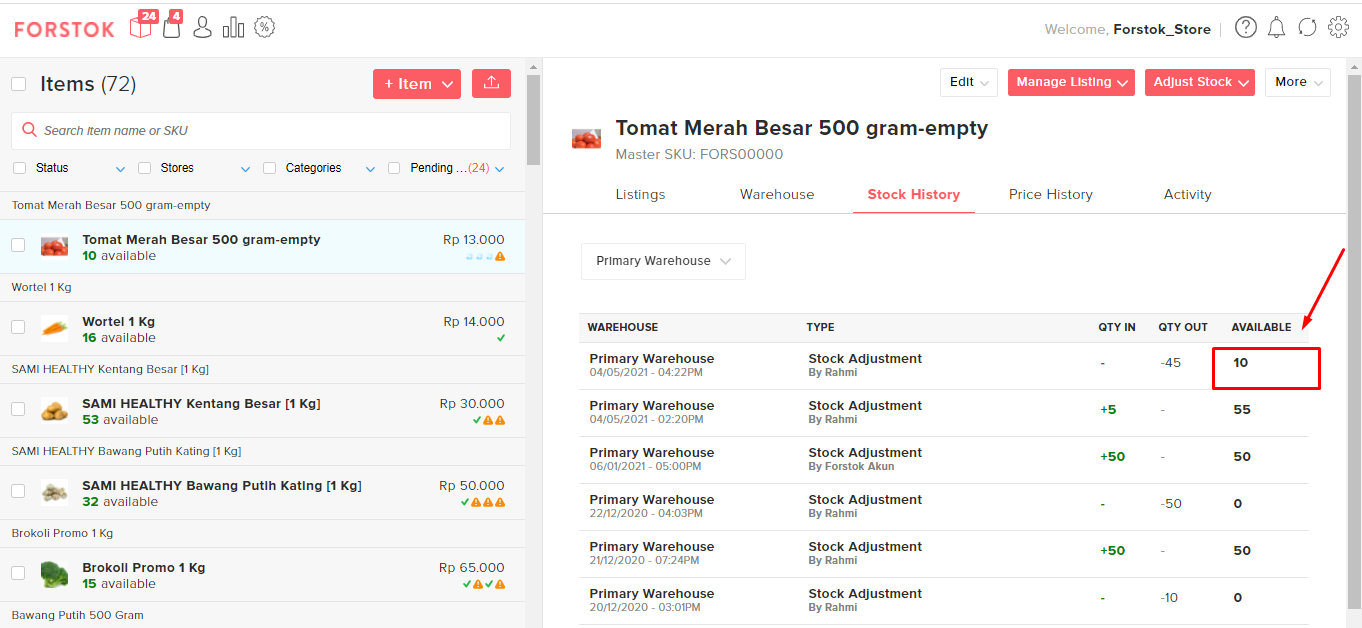 FORSTOK
24
4
%
Welcome, Forstok_Store
?
Items (72)
+ Item
Search Item name or SKU
Status
Stores
Categories
Pending ...(24)
Tomat Merah Besar 500 gram-empty
Tomat Merah Besar 500 gram-empty
Rp 13.000
10 available
Wortel 1 Kg
Wortel 1 Kg
Rp 14.000
16 available
SAMI HEALTHY Kentang Besar [1 Kg]
SAMI HEALTHY Kentang Besar [1 Kg]
Rp 30.000
53 available
SAMI HEALTHY Bawang Putih Kating [1 Kg]
SAMI HEALTHY Bawang Putih Kating [1 Kg]
Rp 50.000
32 available
Brokoli Promo 1 Kg
Brokoli Promo 1 Kg
Rp 65.000
15 available
Bawang Putih 500 Gram
Edit
Manage Listing
Adjust Stock
More
Tomat Merah Besar 500 gram-empty
Master SKU: FORS00000
Listings
Warehouse
Stock History
Price History
Activity
Primary Warehouse
WAREHOUSE TYPE QTY IN QTY OUT AVAILABLE
Primary Warehouse Stock Adjustment - -45 10
04/05/2021 - 04:22PM By Rahmi
Primary Warehouse Stock Adjustment +5 - 55
04/05/2021 - 02:20PM By Rahmi
Primary Warehouse Stock Adjustment +50 - 50
06/01/2021 - 05:00PM By Forstok Akun
Primary Warehouse Stock Adjustment - -50 0
22/12/2020 - 04:03PM By Rahmi
Primary Warehouse Stock Adjustment +50 - 50
21/12/2020 - 07:24PM By Rahmi
Primary Warehouse Stock Adjustment - -10 0
20/12/2020 - 03:01PM By Rahmi